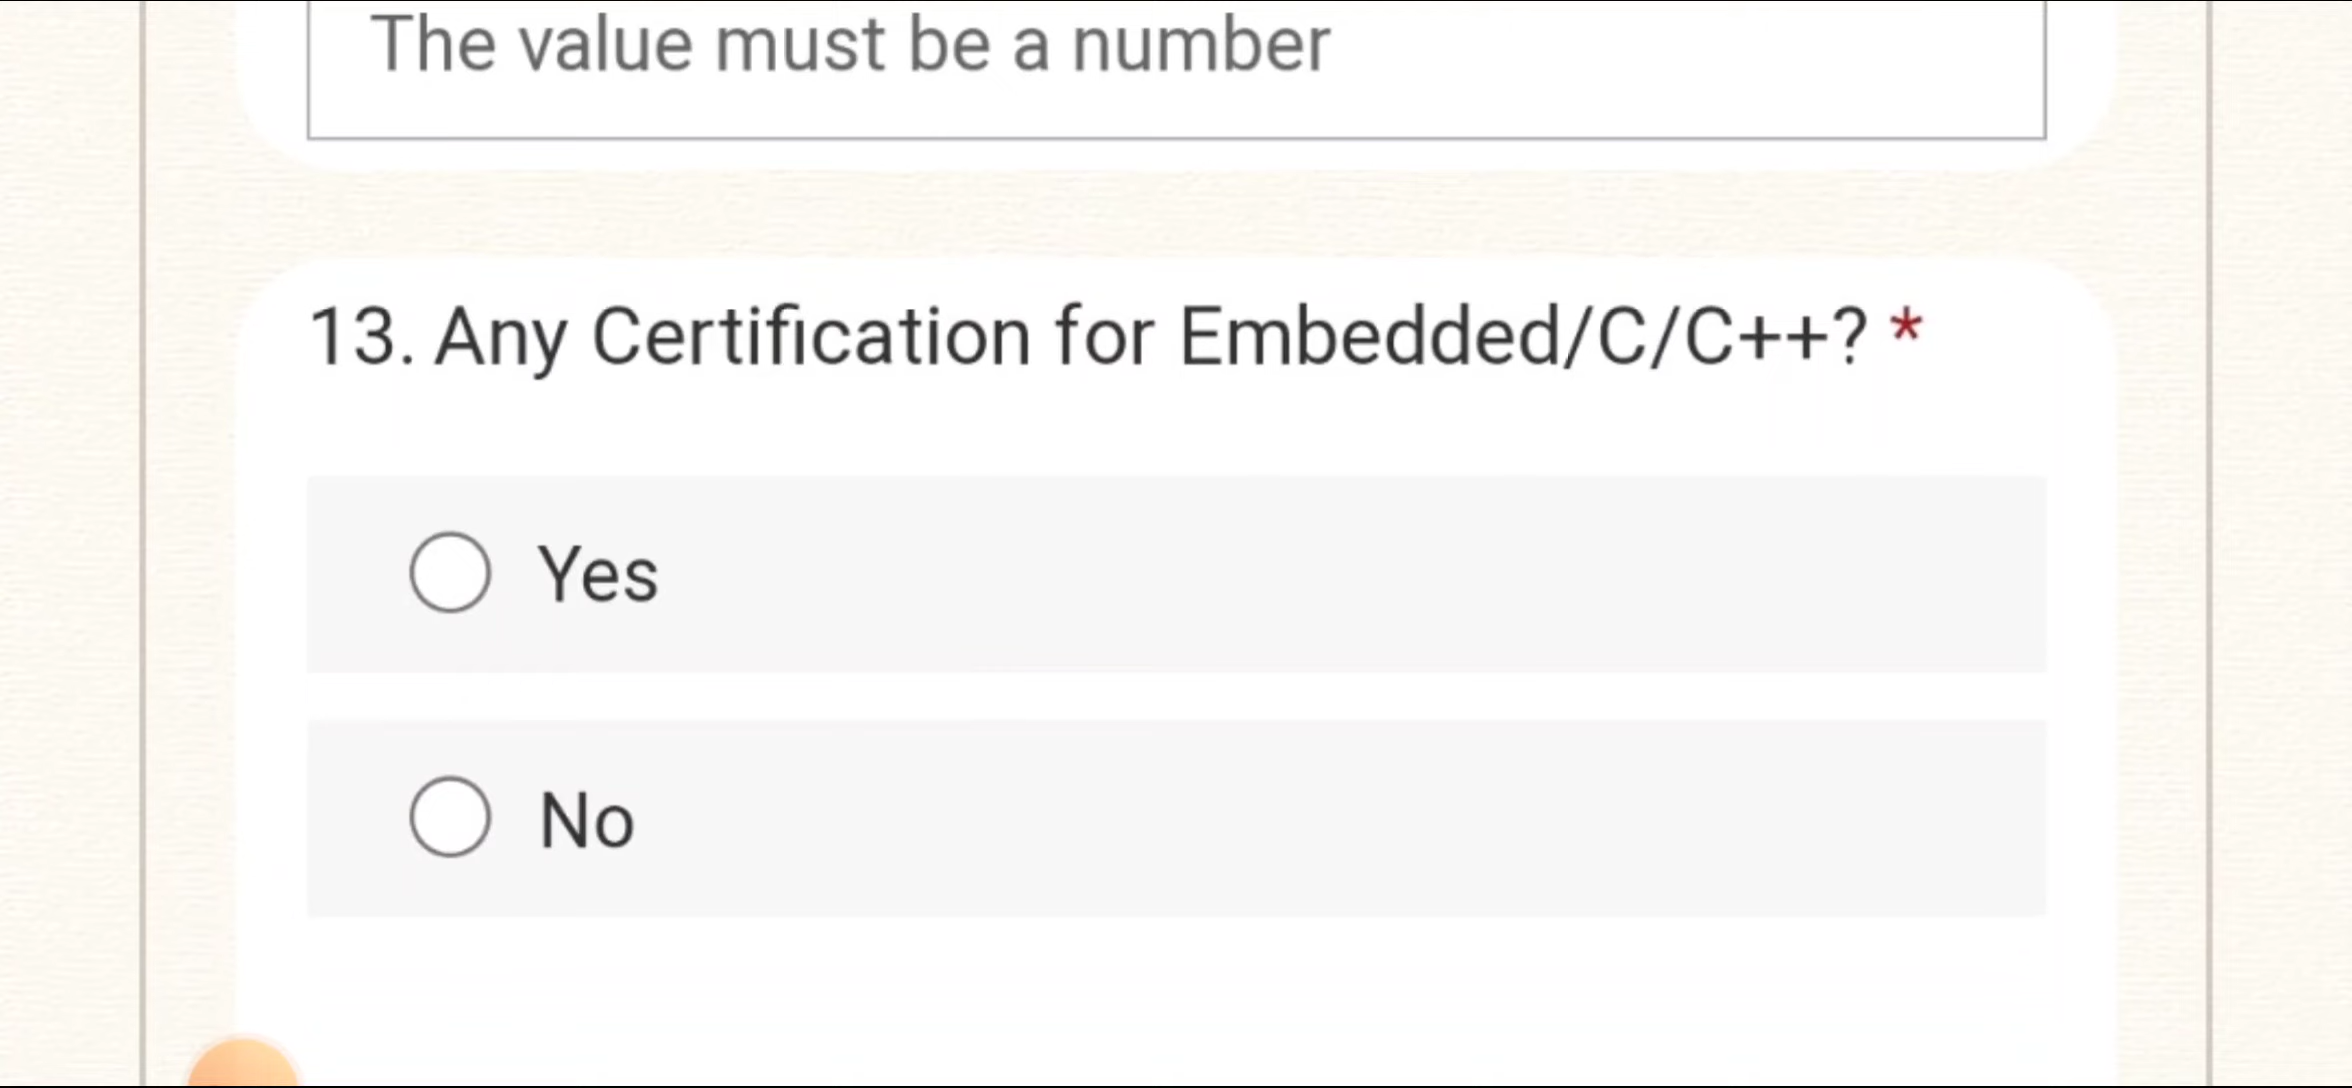 The value must be a number
13. Any Certification for Embedded/C/C++? *
Yes
No